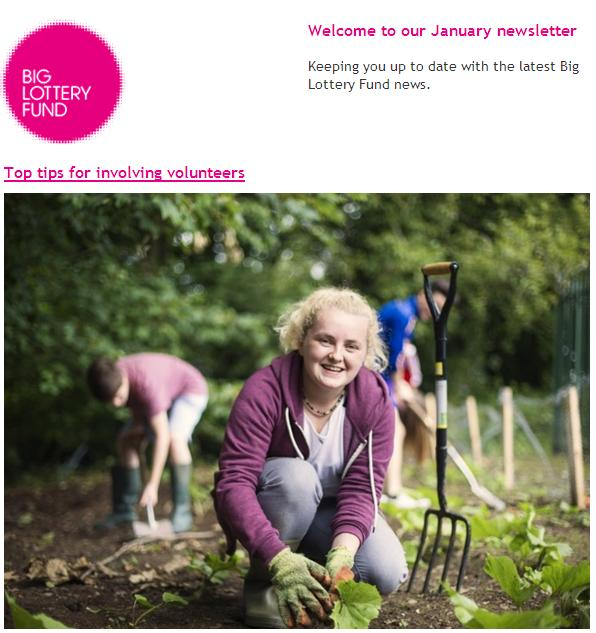 BIG
LOTTERY
FUND
Welcome to our January newsletter
Keeping you up to date with the latest Big
Lottery Fund news.
Top tips for involving volunteers